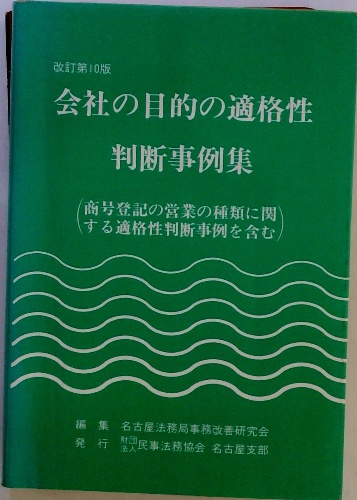 改訂第10版
会社の目的の適格性
判断事例集
(商号登記の営業の種類に関
する適格性判断事例を含む)
編集 名古屋法務局事務改善研究会
発行 財団法人民事法務協会 名古屋支部